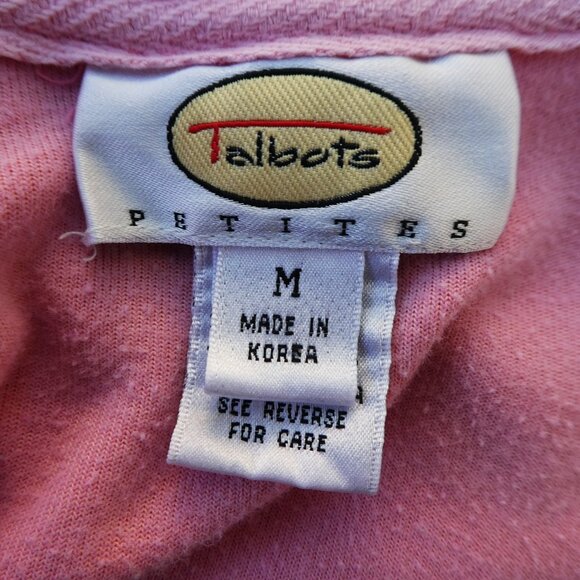 Talbots
PETITES
M
MADE IN
KOREA
SEE REVERSE
FOR CARE